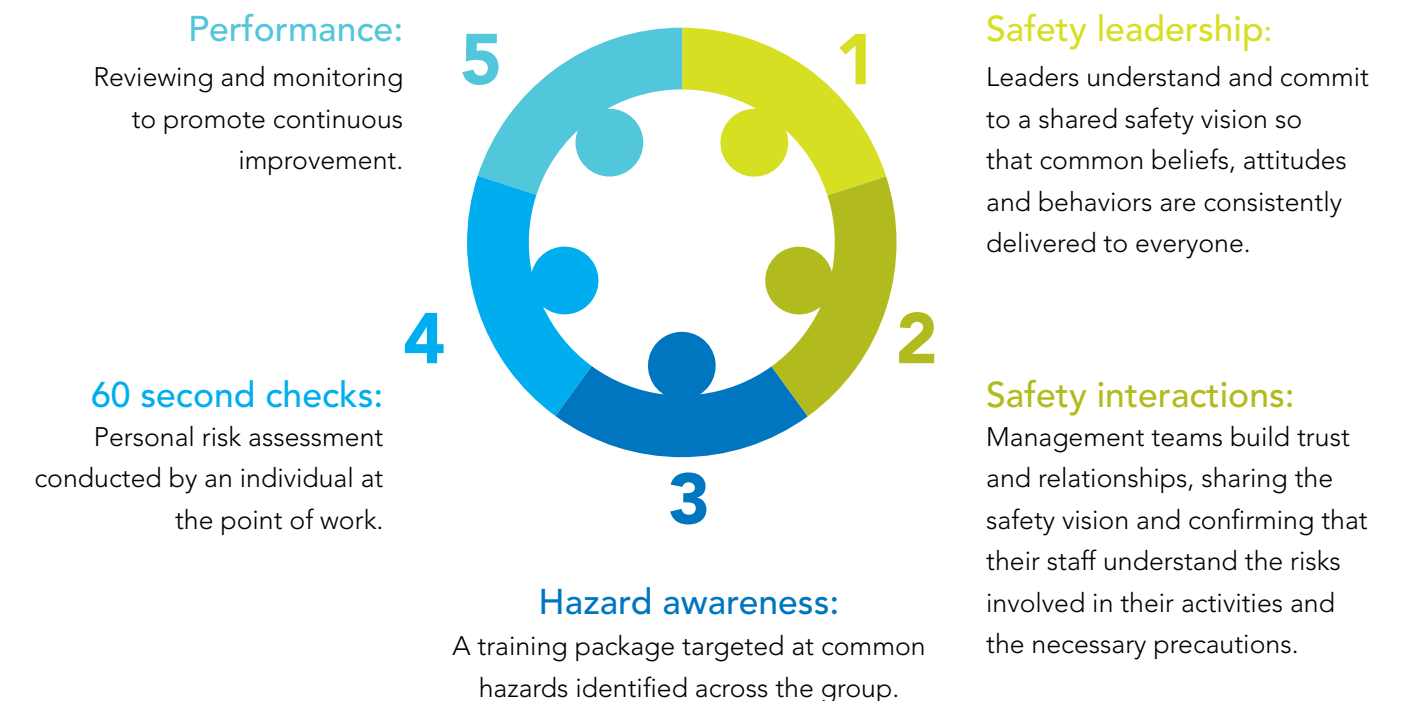 1
Safety leadership:
Leaders understand and commit
to a shared safety vision so
that common beliefs, attitudes
and behaviors are consistently
delivered to everyone.
2
Safety interactions:
Management teams build trust
and relationships, sharing the
safety vision and confirming that
their staff understand the risks
involved in their activities and
the necessary precautions.
3
Hazard awareness:
A training package targeted at common
hazards identified across the group.
4
60 second checks:
Personal risk assessment
conducted by an individual at
the point of work.
5
Performance:
Reviewing and monitoring
to promote continuous
improvement.